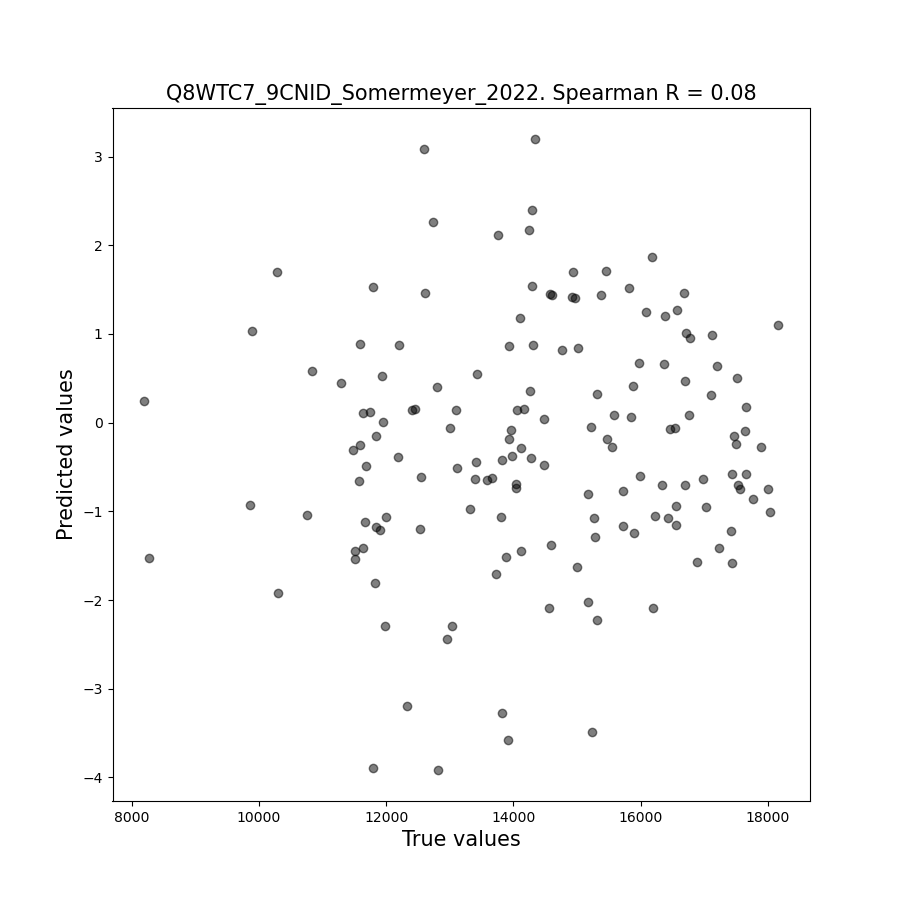 Q8WTC7_9CNID_Somermeyer_2022. Spearman R = 0.08
3
2
1
0
−1
−2
−3
−4
Predicted values
8000 10000 12000 14000 16000 18000
True values